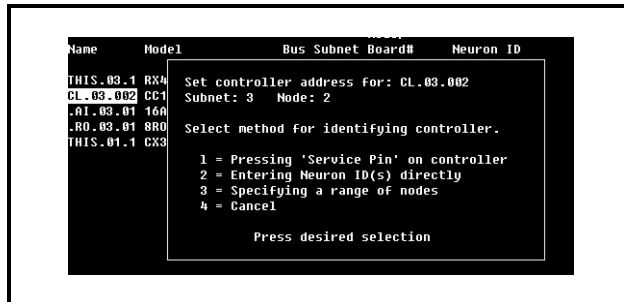 Name Model Bus Subnet Board# Neuron ID
THIS.03.1 RX4
CL.03.002 CC1
.AI.03.01 16A
.RO.03.01 8RO
THIS.01.1 CX3
Set controller address for: CL.03.002
Subnet: 3 Node: 2
Select method for identifying controller.
1 = Pressing 'Service Pin' on controller
2 = Entering Neuron ID(s) directly
3 = Specifying a range of nodes
4 = Cancel
Press desired selection